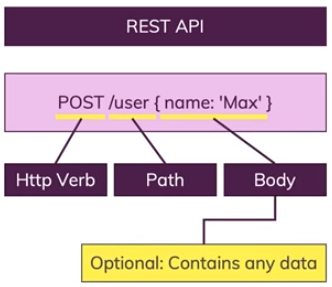 REST API
POST /user { name: 'Max' }
Http Verb
Path
Body
Optional: Contains any data